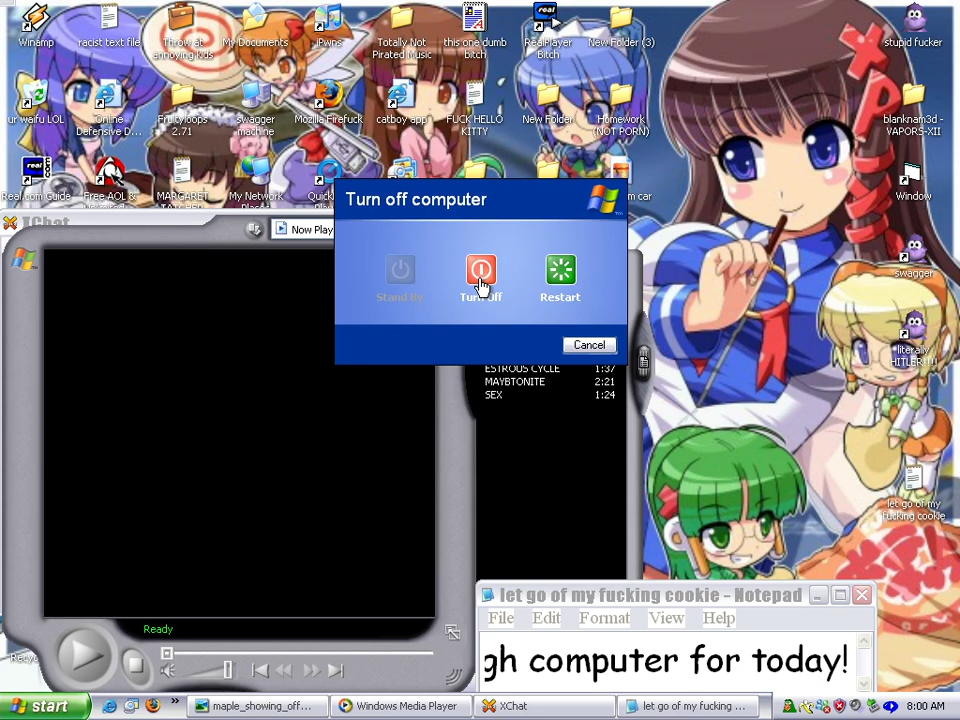 Winamp
racist text file
Throw at
annoying kids
My Documents
iPwns
Totally Not
Pirated Music
this one dumb
bitch
real
RealPlayer
Bitch
New Folder (3)
stupid fucker
ur waifu LOL
Online
Defensive D...
Fruityloops
2.71
swagger
machine
Mozilla Firefuck
catboy app
FUCK HELLO
KITTY
New Folder
Homework
(NOT PORN)
blanknam3d -
VAPORS-XII
real
Real.com Guide
Free AOL &
MARGARET
My Network
Places
Window
XChat
Now Play
Turn off computer
Stand By
Turn Off
Restart
Cancel
swagger
literally
HITLER!!!!
ESTROUS CYCLE 1:37
MAYBTONITE 2:21
SEX 1:24
let go of my
fucking cookie
let go of my fucking cookie - Notepad
File Edit Format View Help
gh computer for today!
Ready
start
maple_showing_off...
Windows Media Player
XChat
let go of my fucking ...
8:00 AM